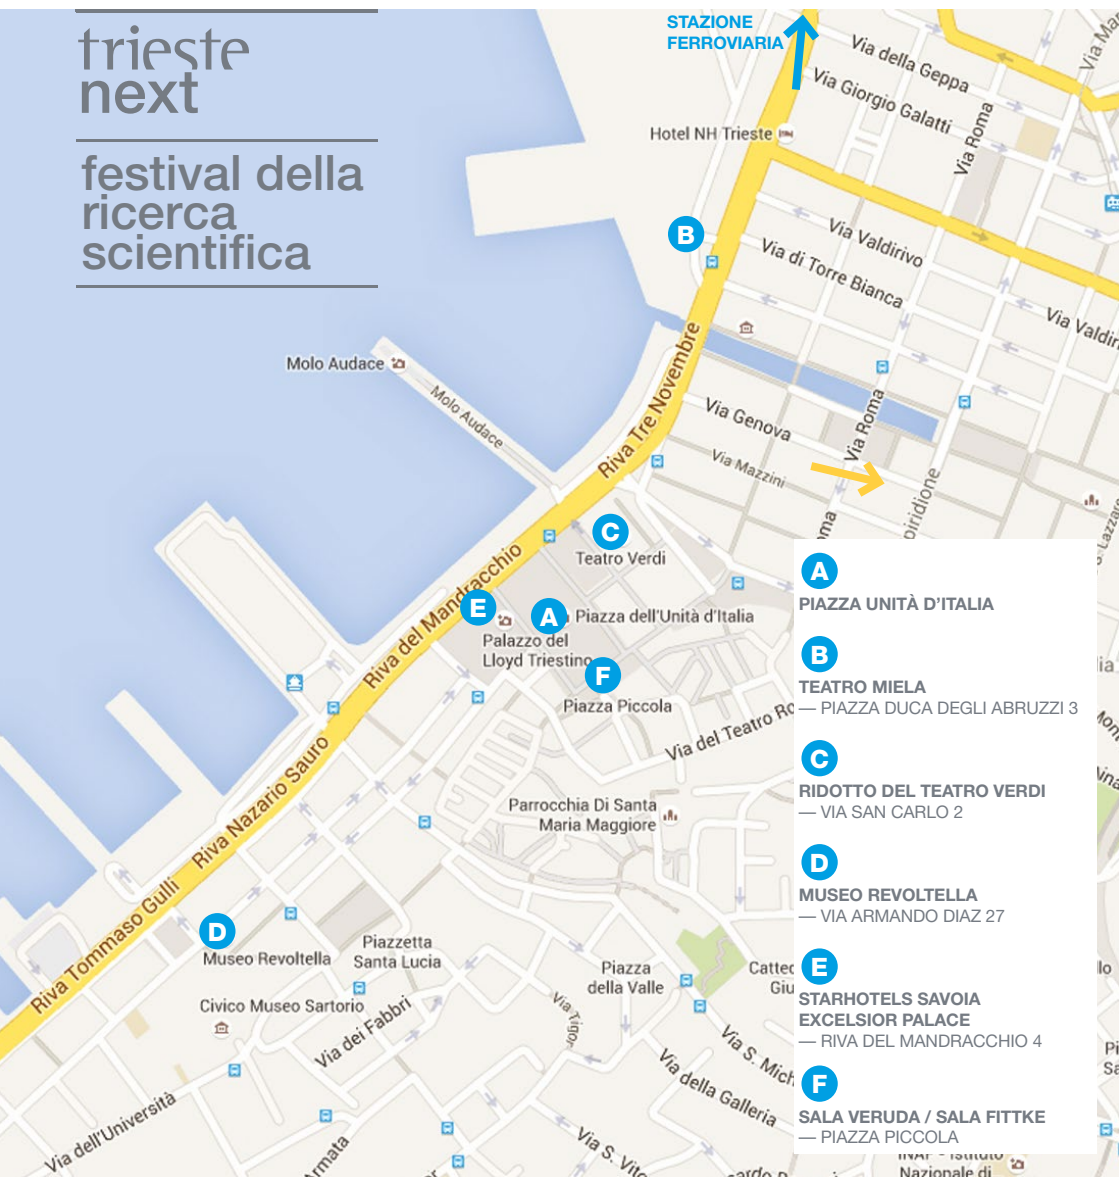 trieste
next
festival della
ricerca
scientifica
STAZIONE
FERROVIARIA
Via della Geppa
Via Giorgio Galatti
Via Roma
Hotel NH Trieste
B
Via Valdirivo
Via di Torre Bianca
Molo Audace
Molo Audace
Riva Tre Novembre
Via Genova
Via Roma
Via Mazzini
C
Teatro Verdi
Riva del Mandracchio
E
A
Piazza dell'Unità d'Italia
Palazzo del
Lloyd Triestino
F
Piazza Piccola
Via del Teatro
Riva Nazario Sauro
Parrocchia Di Santa
Maria Maggiore
Riva Tommaso Gulli
D
Museo Revoltella
Piazzetta
Santa Lucia
Civico Museo Sartorio
Via dei Fabbri
Piazza
della Valle
Via Tigor
Via S.
Via della Galleria
Via dell'Università
Via S.
A
PIAZZA UNITÀ D'ITALIA
B
TEATRO MIELA
— PIAZZA DUCA DEGLI ABRUZZI 3
C
RIDOTTO DEL TEATRO VERDI
— VIA SAN CARLO 2
D
MUSEO REVOLTELLA
— VIA ARMANDO DIAZ 27
E
STARHOTELS SAVOIA
EXCELSIOR PALACE
— RIVA DEL MANDRACCHIO 4
F
SALA VERUDA / SALA FITTKE
— PIAZZA PICCOLA
Nazionale di